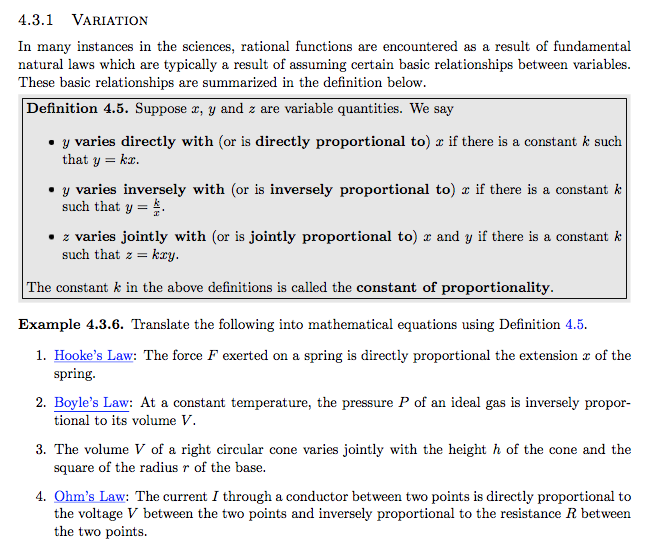 4.3.1 Variation
In many instances in the sciences, rational functions are encountered as a result of fundamental
natural laws which are typically a result of assuming certain basic relationships between variables.
These basic relationships are summarized in the definition below.
Definition 4.5. Suppose x, y and z are variable quantities. We say
• y varies directly with (or is directly proportional to) x if there is a constant k such
that y = kx.
• y varies inversely with (or is inversely proportional to) x if there is a constant k
such that y = k/x.
• z varies jointly with (or is jointly proportional to) x and y if there is a constant k
such that z = kxy.
The constant k in the above definitions is called the constant of proportionality.
Example 4.3.6. Translate the following into mathematical equations using Definition 4.5.
1. Hooke's Law: The force F exerted on a spring is directly proportional the extension x of the
spring.
2. Boyle's Law: At a constant temperature, the pressure P of an ideal gas is inversely propor-
tional to its volume V.
3. The volume V of a right circular cone varies jointly with the height h of the cone and the
square of the radius r of the base.
4. Ohm's Law: The current I through a conductor between two points is directly proportional to
the voltage V between the two points and inversely proportional to the resistance R between
the two points.